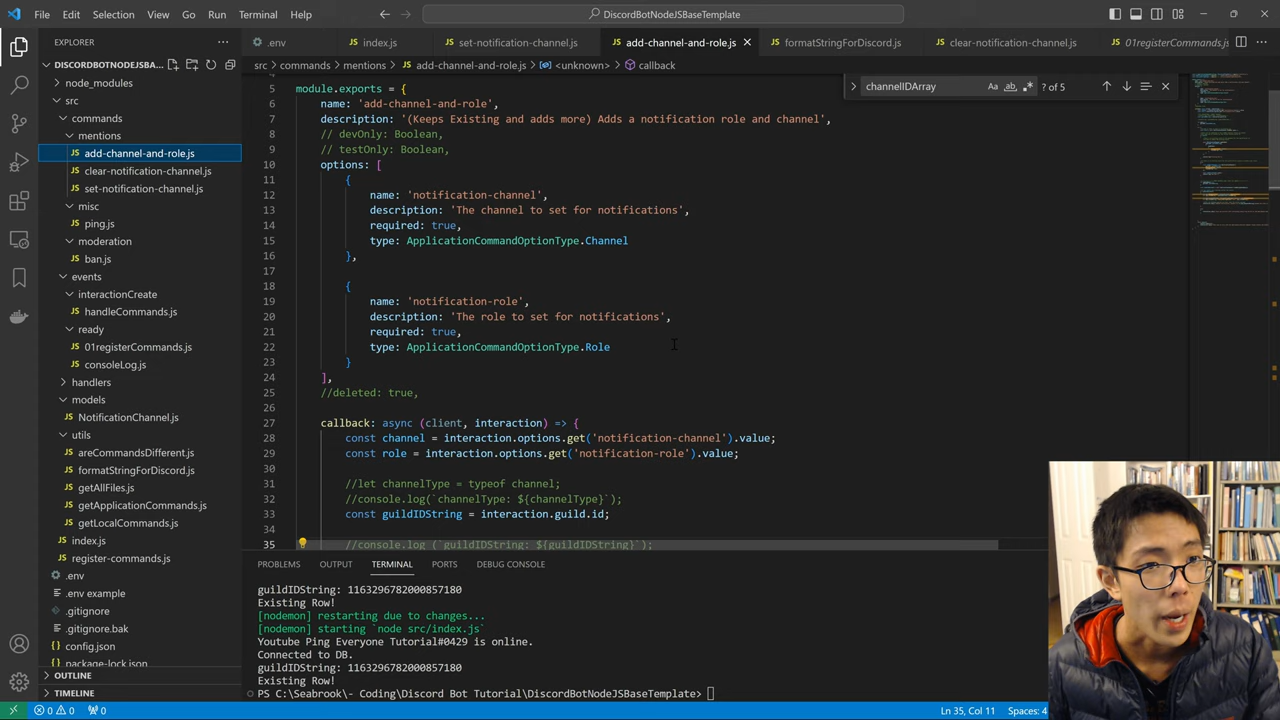 File Edit Selection View Go Run Terminal Help
DiscordBotNodeJSBaseTemplate
EXPLORER
.env
index.js
set-notification-channel.js
add-channel-and-role.js
formatStringForDiscord.js
clear-notification-channel.js
01registerCommands.js
DISCORDBOTNODEJSBA...
src > commands > mentions > add-channel-and-role.js > <unknown> > callback
channelIDArray
Aa
ab
? of 5
node_modules
src
commands
mentions
add-channel-and-role.js
clear-notification-channel.js
set-notification-channel.js
misc
ping.js
moderation
ban.js
events
interactionCreate
handleCommands.js
ready
01registerCommands.js
consoleLog.js
handlers
models
NotificationChannel.js
utils
areCommandsDifferent.js
formatStringForDiscord.js
getAllFiles.js
getApplicationCommands.js
getLocalCommands.js
index.js
register-commands.js
.env
.env example
.gitignore
.gitignore.bak
config.json
package-lock.json
OUTLINE
TIMELINE
4
5 module.exports = {
6 name: 'add-channel-and-role',
7 description: '(Keeps Existing and adds more) Adds a notification role and channel',
8 // devOnly: Boolean,
9 // testOnly: Boolean,
10 options: [
11 {
12 name: 'notification-channel',
13 description: 'The channel to set for notifications',
14 required: true,
15 type: ApplicationCommandOptionType.Channel
16 },
17
18 {
19 name: 'notification-role',
20 description: 'The role to set for notifications',
21 required: true,
22 type: ApplicationCommandOptionType.Role
23 }
24 ],
25 //deleted: true,
26
27 callback: async (client, interaction) => {
28 const channel = interaction.options.get('notification-channel').value;
29 const role = interaction.options.get('notification-role').value;
30
31 //let channelType = typeof channel;
32 //console.log(`channelType: ${channelType}`);
33 const guildIDString = interaction.guild.id;
34
35 //console.log (`guildIDString: ${guildIDString}`);
PROBLEMS OUTPUT TERMINAL PORTS DEBUG CONSOLE
guildIDString: 1163296782000857180
Existing Row!
[nodemon] restarting due to changes...
[nodemon] starting `node src/index.js`
Youtube Ping Everyone Tutorial#0429 is online.
Connected to DB.
guildIDString: 1163296782000857180
Existing Row!
PS C:\Seabrook\- Coding\Discord Bot Tutorial\DiscordBotNodeJSBaseTemplate>
0 0 0
Ln 35, Col 11 Spaces: 4